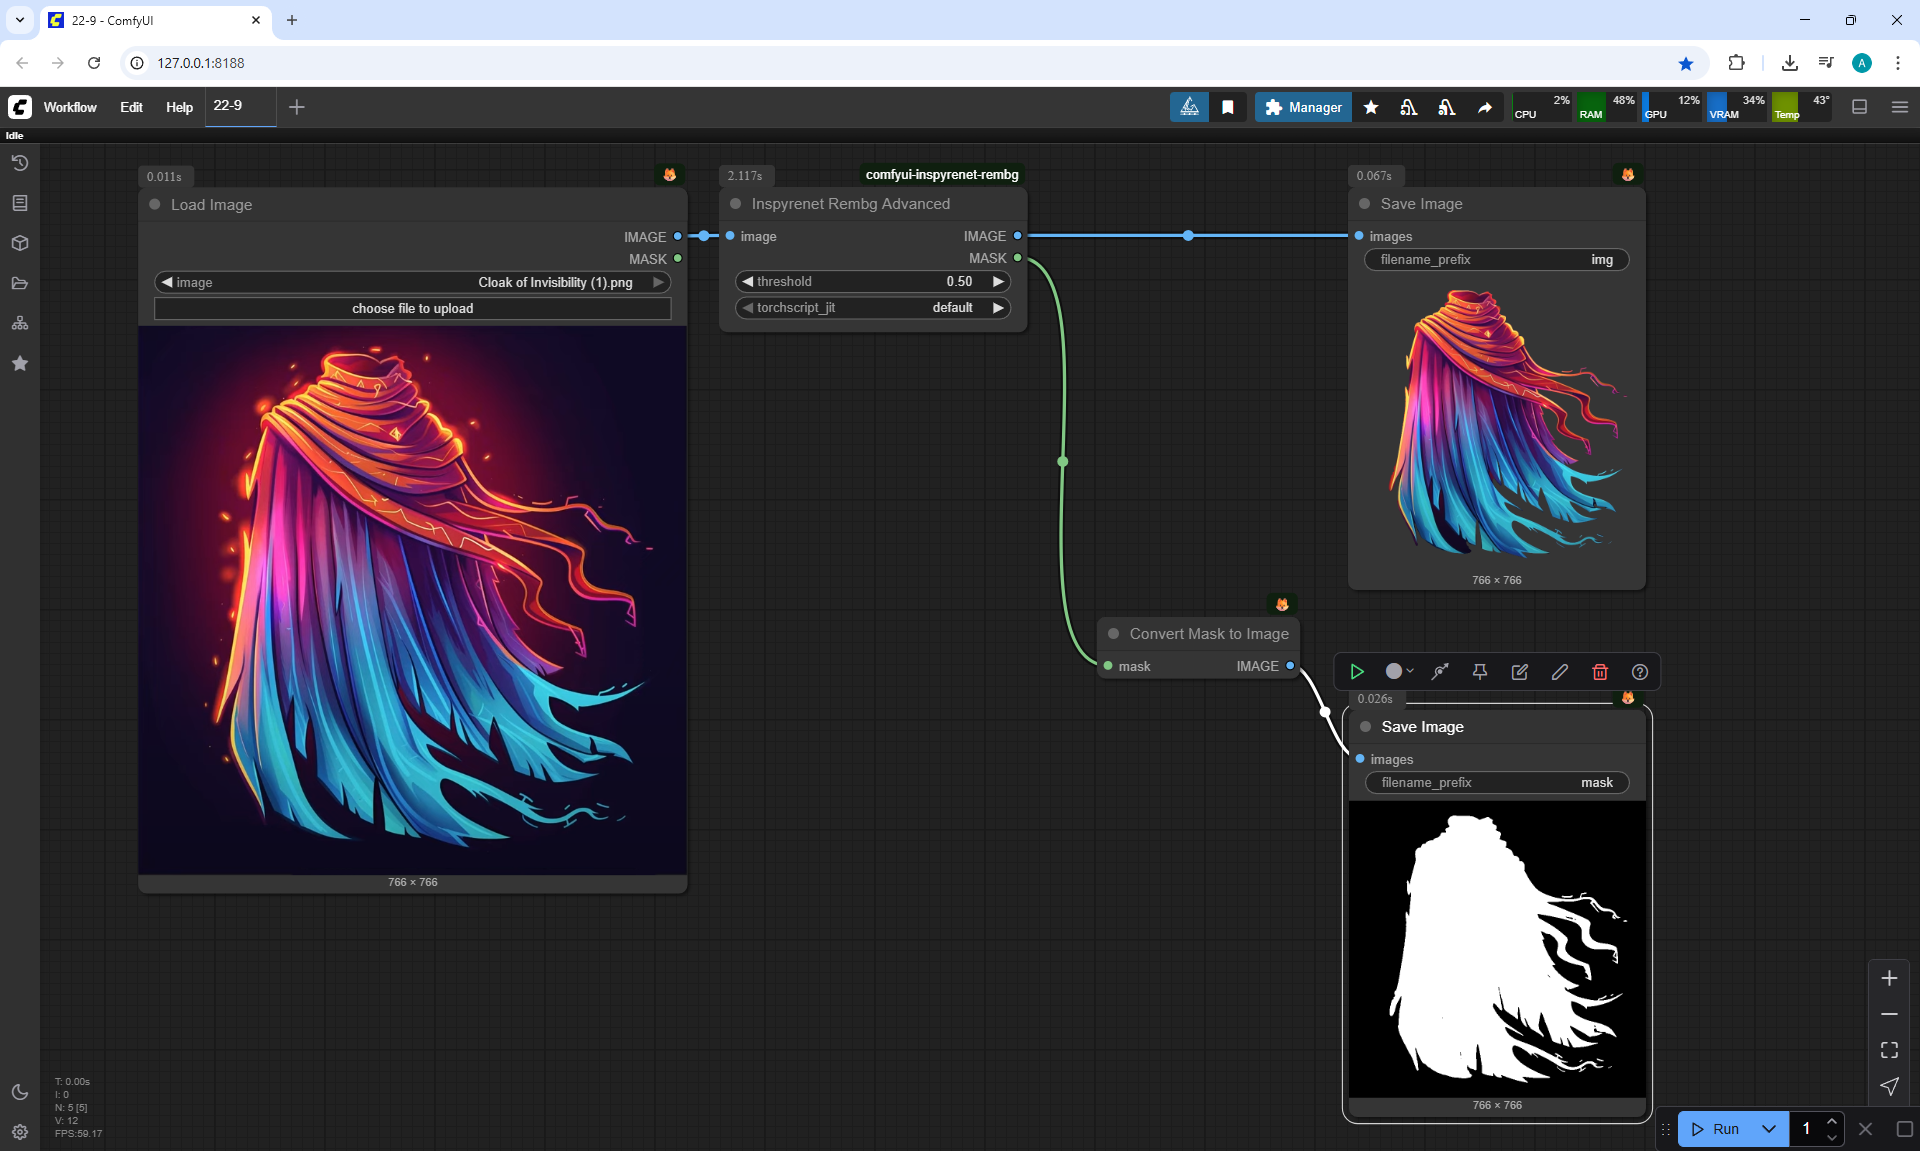 22-9 - ComfyUI
127.0.0.1:8188
Workflow Edit Help 22-9
Manager
CPU 2% RAM 48% GPU 12% VRAM 34% Temp 43°
Idle
0.011s
Load Image
IMAGE
MASK
image Cloak of Invisibility (1).png
choose file to upload
766 × 766
2.117s comfyui-inspyrenet-rembg
Inspyrenet Rembg Advanced
image IMAGE
MASK
threshold 0.50
torchscript_jit default
0.067s
Save Image
images
filename_prefix img
766 × 766
Convert Mask to Image
mask IMAGE
0.026s
Save Image
images
filename_prefix mask
766 × 766
T: 0.00s
I: 0
N: 5 [5]
V: 12
FPS:59.17
Run 1
A